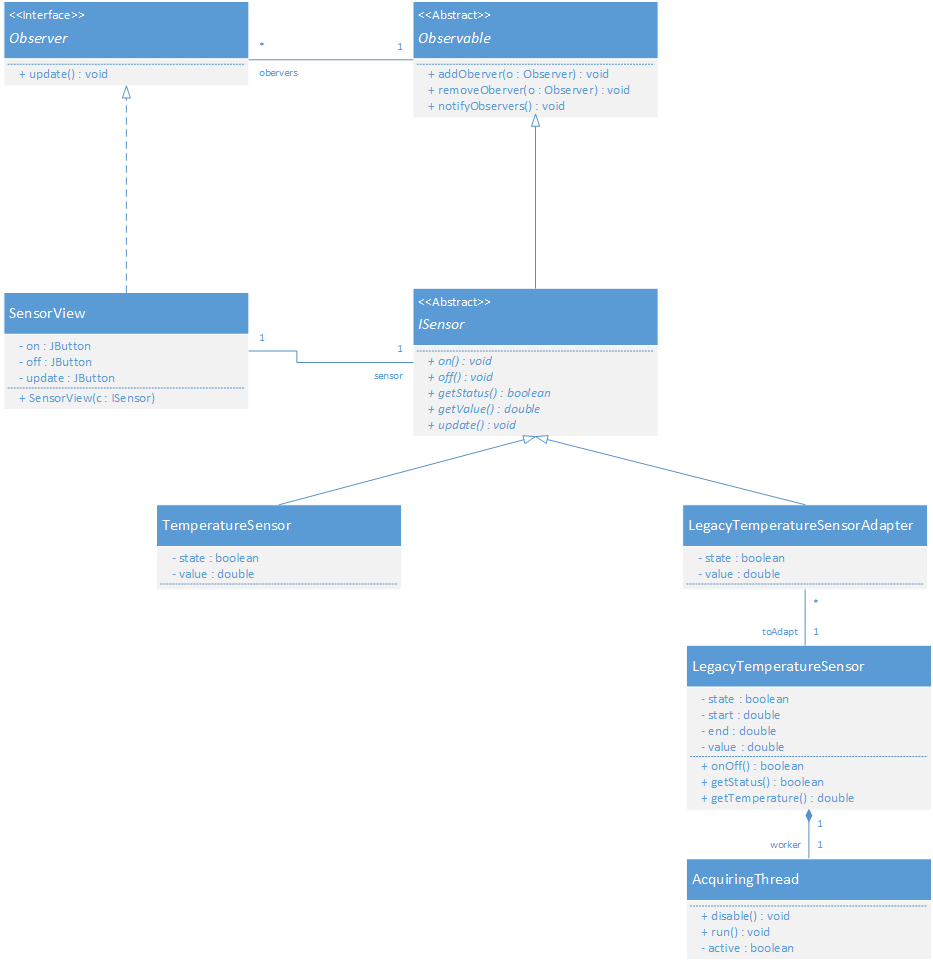 <<Interface>>
Observer
+ update() : void
*
1
obervers
<<Abstract>>
Observable
+ addOberver(o : Observer) : void
+ removeOberver(o : Observer) : void
+ notifyObservers() : void
SensorView
- on : JButton
- off : JButton
- update : JButton
+ SensorView(c : ISensor)
1
1
sensor
<<Abstract>>
ISensor
+ on() : void
+ off() : void
+ getStatus() : boolean
+ getValue() : double
+ update() : void
TemperatureSensor
- state : boolean
- value : double
LegacyTemperatureSensorAdapter
- state : boolean
- value : double
*
toAdapt
1
LegacyTemperatureSensor
- state : boolean
- start : double
- end : double
- value : double
+ onOff() : boolean
+ getStatus() : boolean
+ getTemperature() : double
1
worker
1
AcquiringThread
+ disable() : void
+ run() : void
- active : boolean